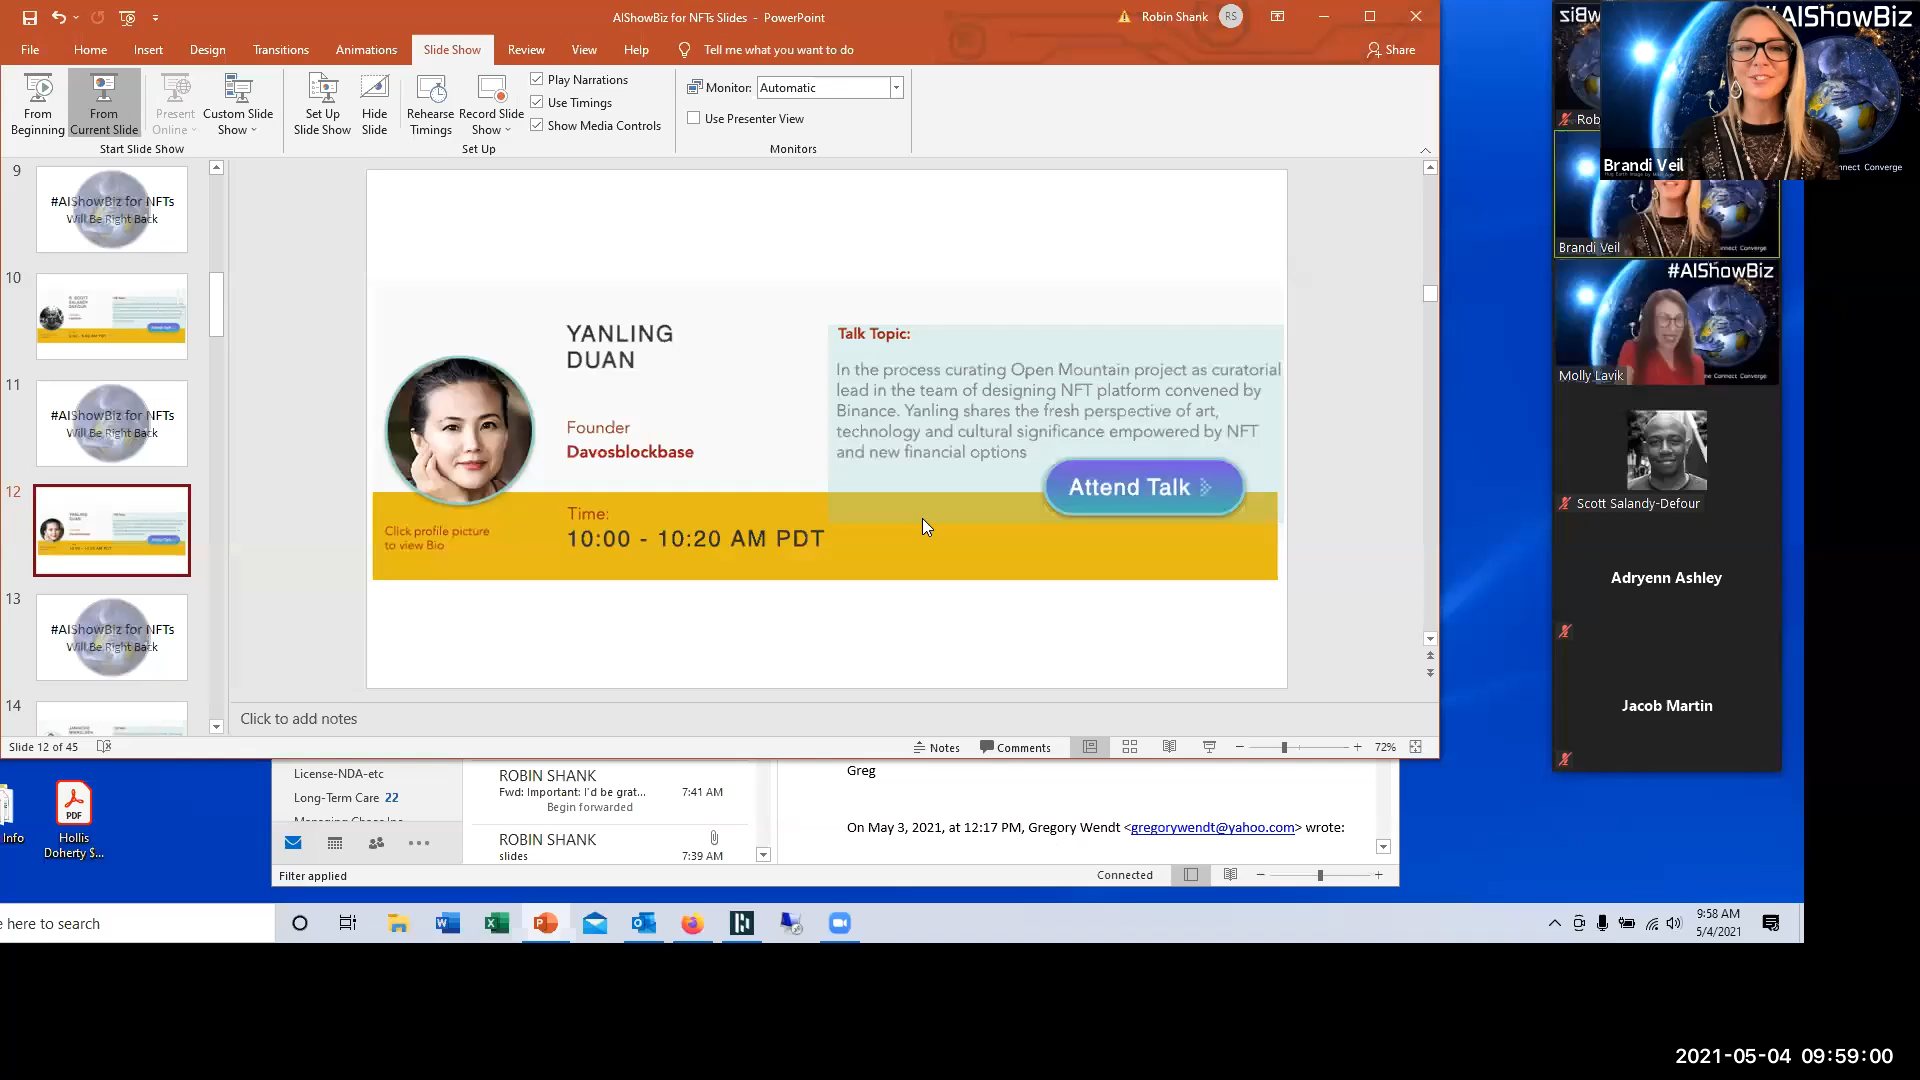 AIShowBiz for NFTs Slides - PowerPoint
Robin Shank
RS
File Home Insert Design Transitions Animations Slide Show Review View Help Tell me what you want to do
Share
From Beginning
From Current Slide
Present Online
Custom Slide Show
Start Slide Show
Set Up Slide Show
Hide Slide
Rehearse Timings
Record Slide Show
Play Narrations
Use Timings
Show Media Controls
Set Up
Monitor: Automatic
Use Presenter View
Monitors
9
#AIShowBiz for NFTs
Will Be Right Back
10
11
#AIShowBiz for NFTs
Will Be Right Back
12
13
#AIShowBiz for NFTs
Will Be Right Back
14
YANLING
DUAN
Founder
Davosblockbase
Talk Topic:
In the process curating Open Mountain project as curatorial
lead in the team of designing NFT platform convened by
Binance. Yanling shares the fresh perspective of art,
technology and cultural significance empowered by NFT
and new financial options
Attend Talk
Click profile picture
to view Bio
Time:
10:00 - 10:20 AM PDT
Click to add notes
Slide 12 of 45
Notes
Comments
72%
License-NDA-etc
Long-Term Care 22
ROBIN SHANK
Fwd: Important: I'd be grat... 7:41 AM
Begin forwarded
ROBIN SHANK
slides 7:39 AM
Greg
On May 3, 2021, at 12:17 PM, Gregory Wendt <gregorywendt@yahoo.com> wrote:
Filter applied
Connected
Info
PDF
Hollis
Doherty S...
e here to search
9:58 AM
5/4/2021
#AIShowBiz
Brandi Veil
nnect Converge
Rob
Brandi Veil
Connect Converge
#AIShowBiz
Molly Lavik
Connect Converge
Scott Salandy-Defour
Adryenn Ashley
Jacob Martin
2021-05-04 09:59:00